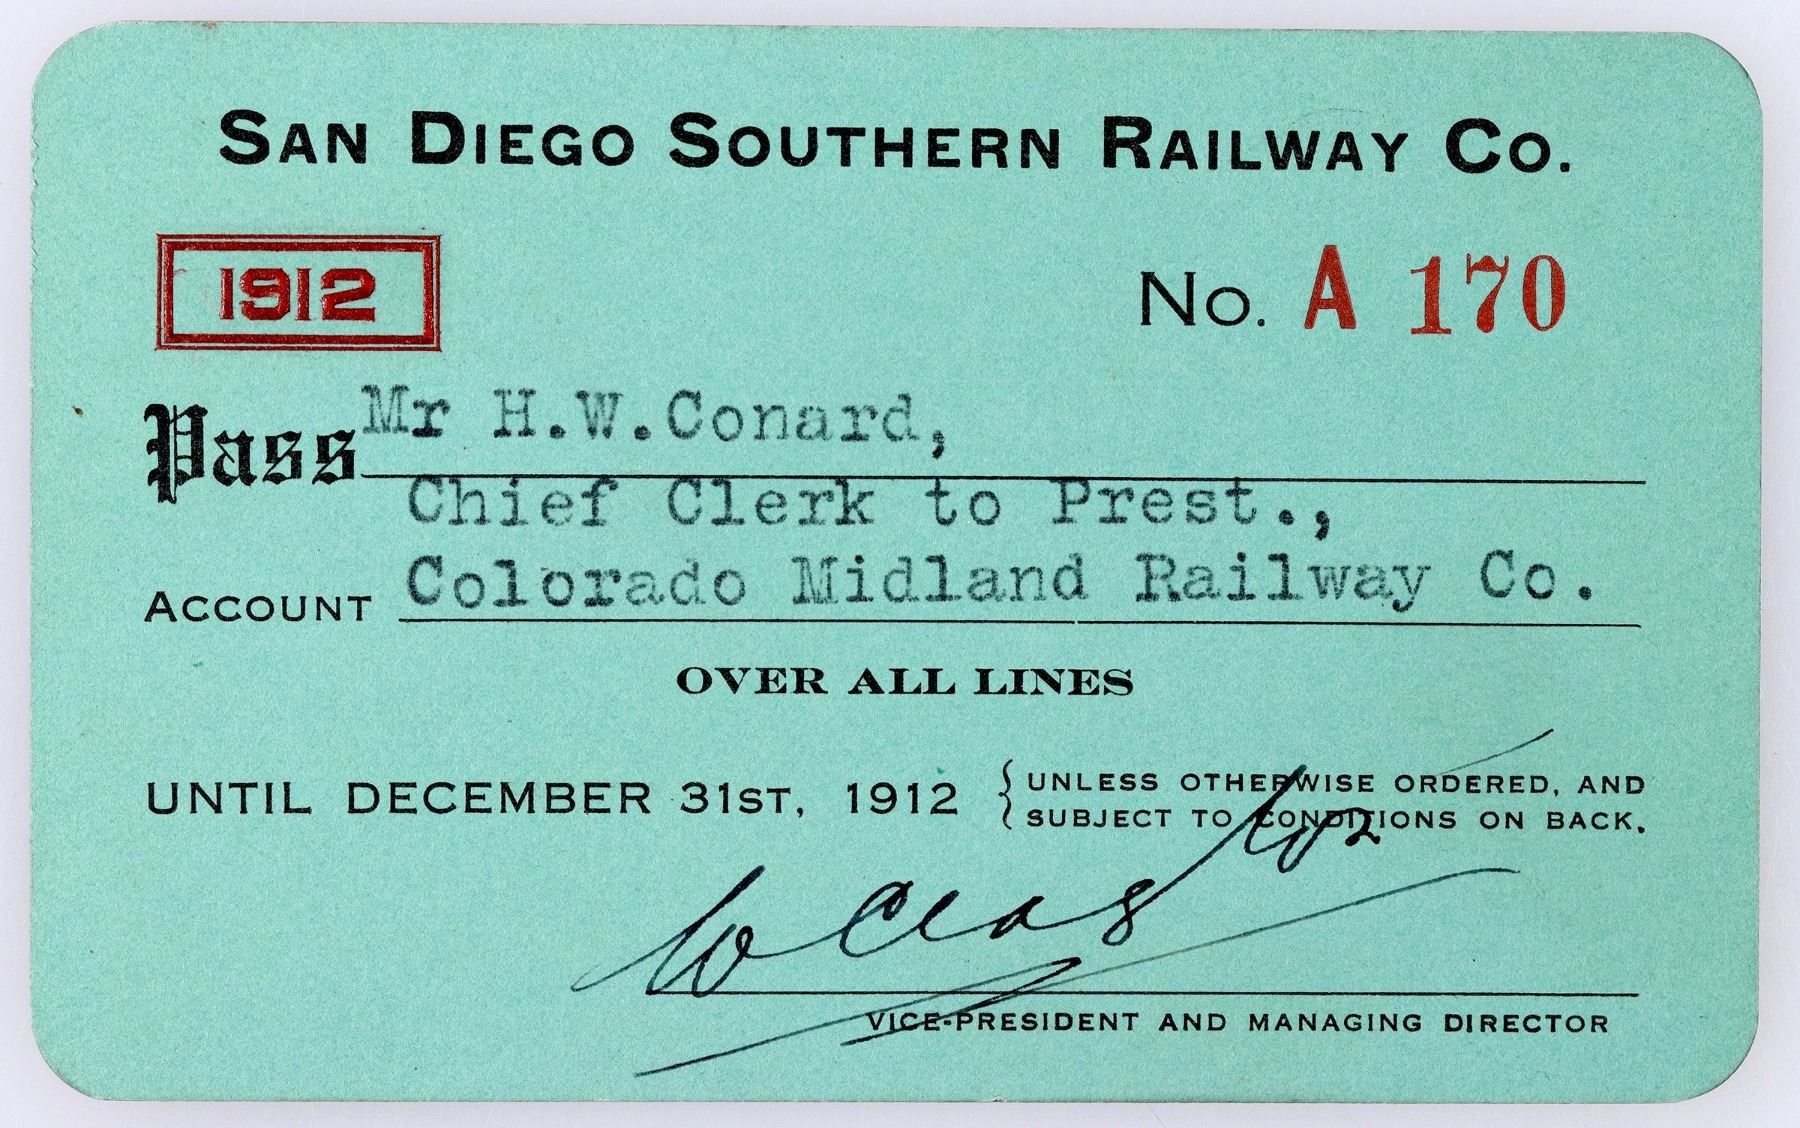 San Diego Southern Railway Co.
1912
No. A 170
Pass Mr H.W.Conard,
Chief Clerk to Prest.,
Account Colorado Midland Railway Co.
OVER ALL LINES
UNTIL DECEMBER 31ST, 1912
UNLESS OTHERWISE ORDERED, AND
SUBJECT TO CONDITIONS ON BACK.
VICE-PRESIDENT AND MANAGING DIRECTOR